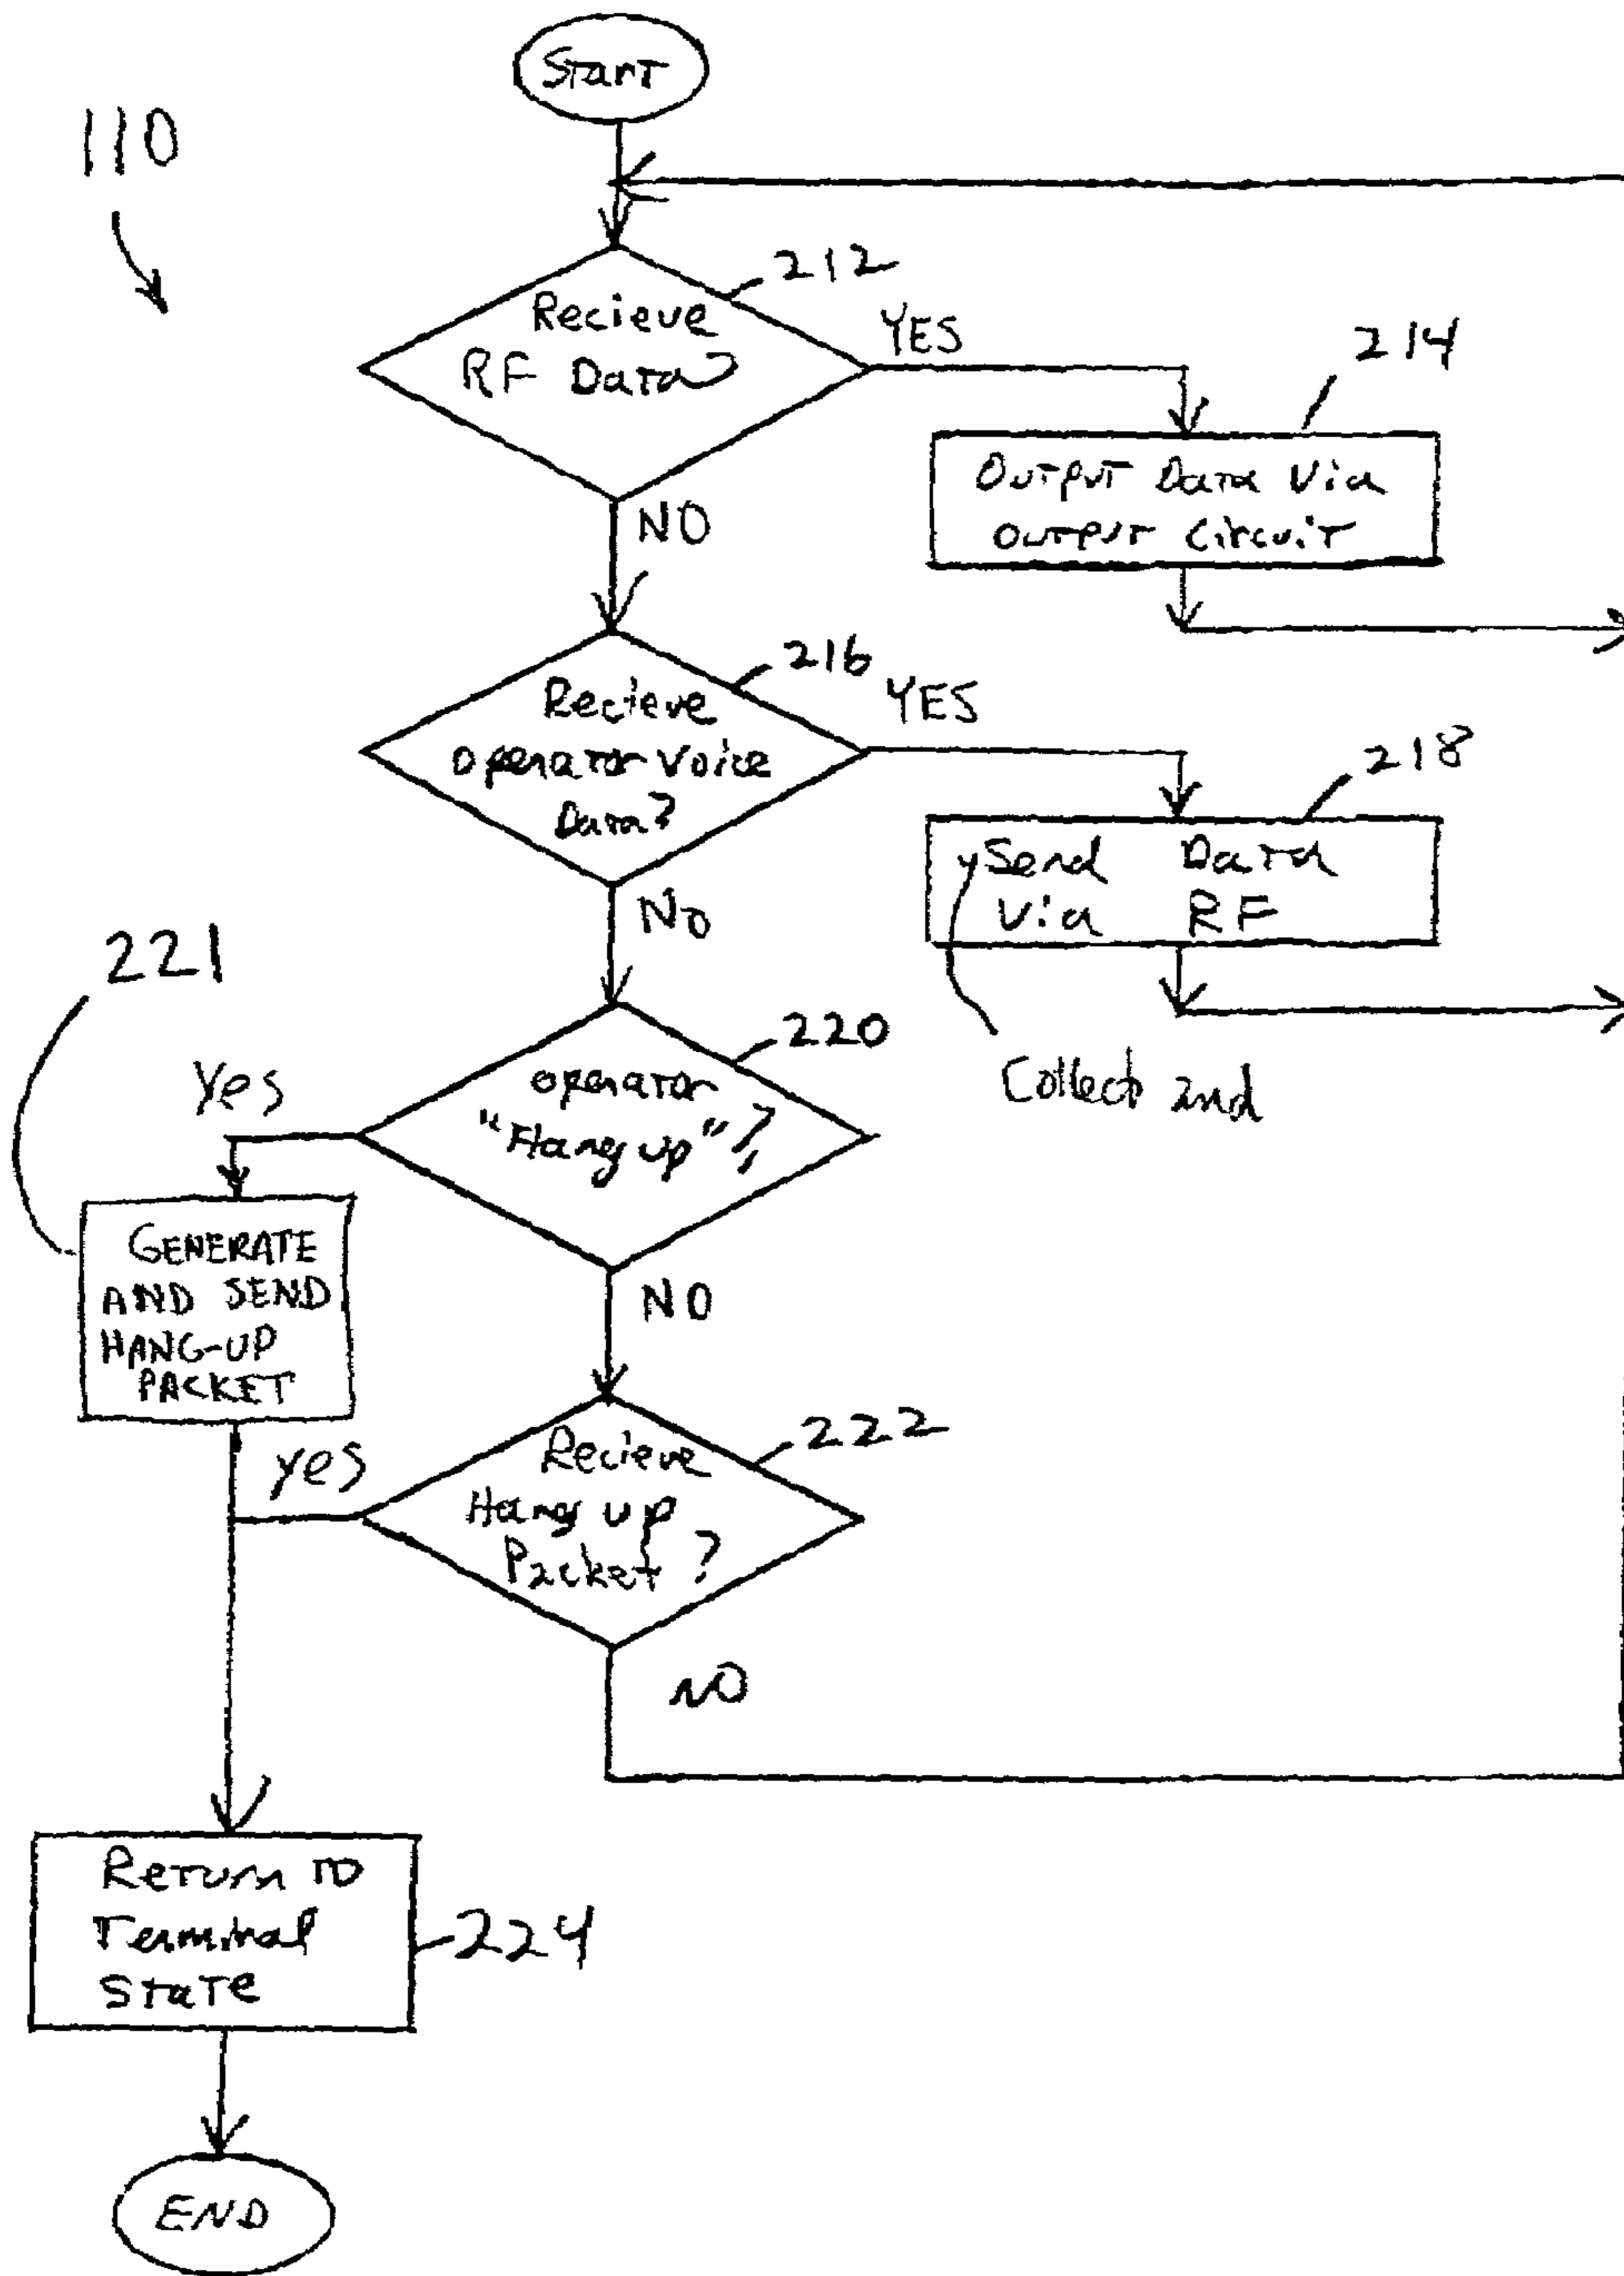 Start
110
212
Recieve
RF Data
YES
214
Output Data Via
Output Circuit
NO
216
Recieve
operator Voice
Data?
YES
218
Send Data
Via RF
Collect and
No
221
220
operator
"Hang up"?
Yes
GENERATE
AND SEND
HANG-UP
PACKET
NO
222
Recieve
Hang up
Packet?
yes
NO
Return to
Terminal
State
224
END